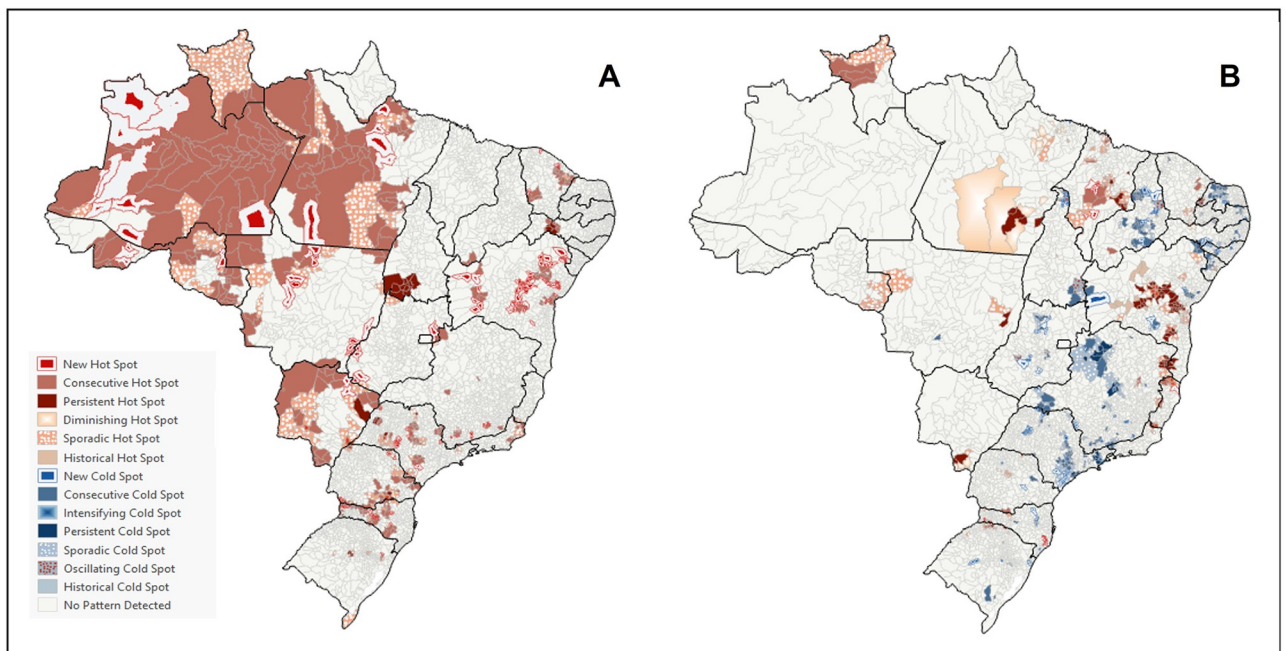 A
B
New Hot Spot
Consecutive Hot Spot
Persistent Hot Spot
Diminishing Hot Spot
Sporadic Hot Spot
Historical Hot Spot
New Cold Spot
Consecutive Cold Spot
Intensifying Cold Spot
Persistent Cold Spot
Sporadic Cold Spot
Oscillating Cold Spot
Historical Cold Spot
No Pattern Detected